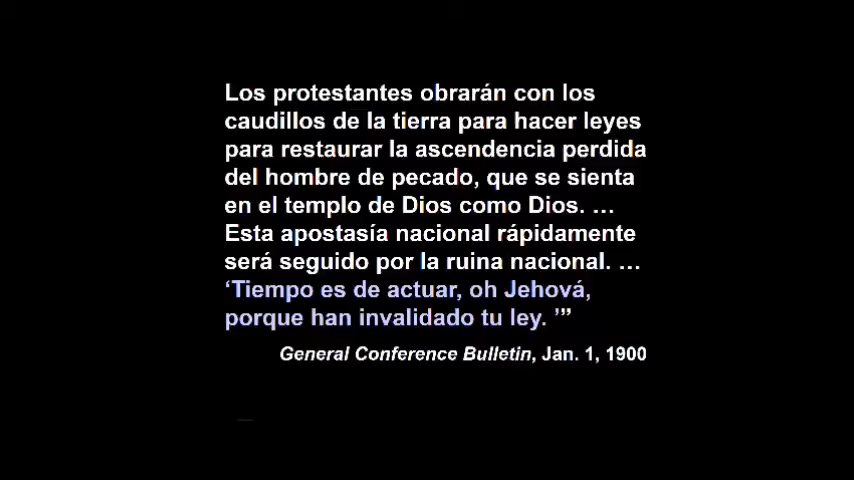 Los protestantes obrarán con los
caudillos de la tierra para hacer leyes
para restaurar la ascendencia perdida
del hombre de pecado, que se sienta
en el templo de Dios como Dios. …
Esta apostasía nacional rápidamente
será seguido por la ruina nacional. …
‘Tiempo es de actuar, oh Jehová,
porque han invalidado tu ley. ’”
General Conference Bulletin, Jan. 1, 1900